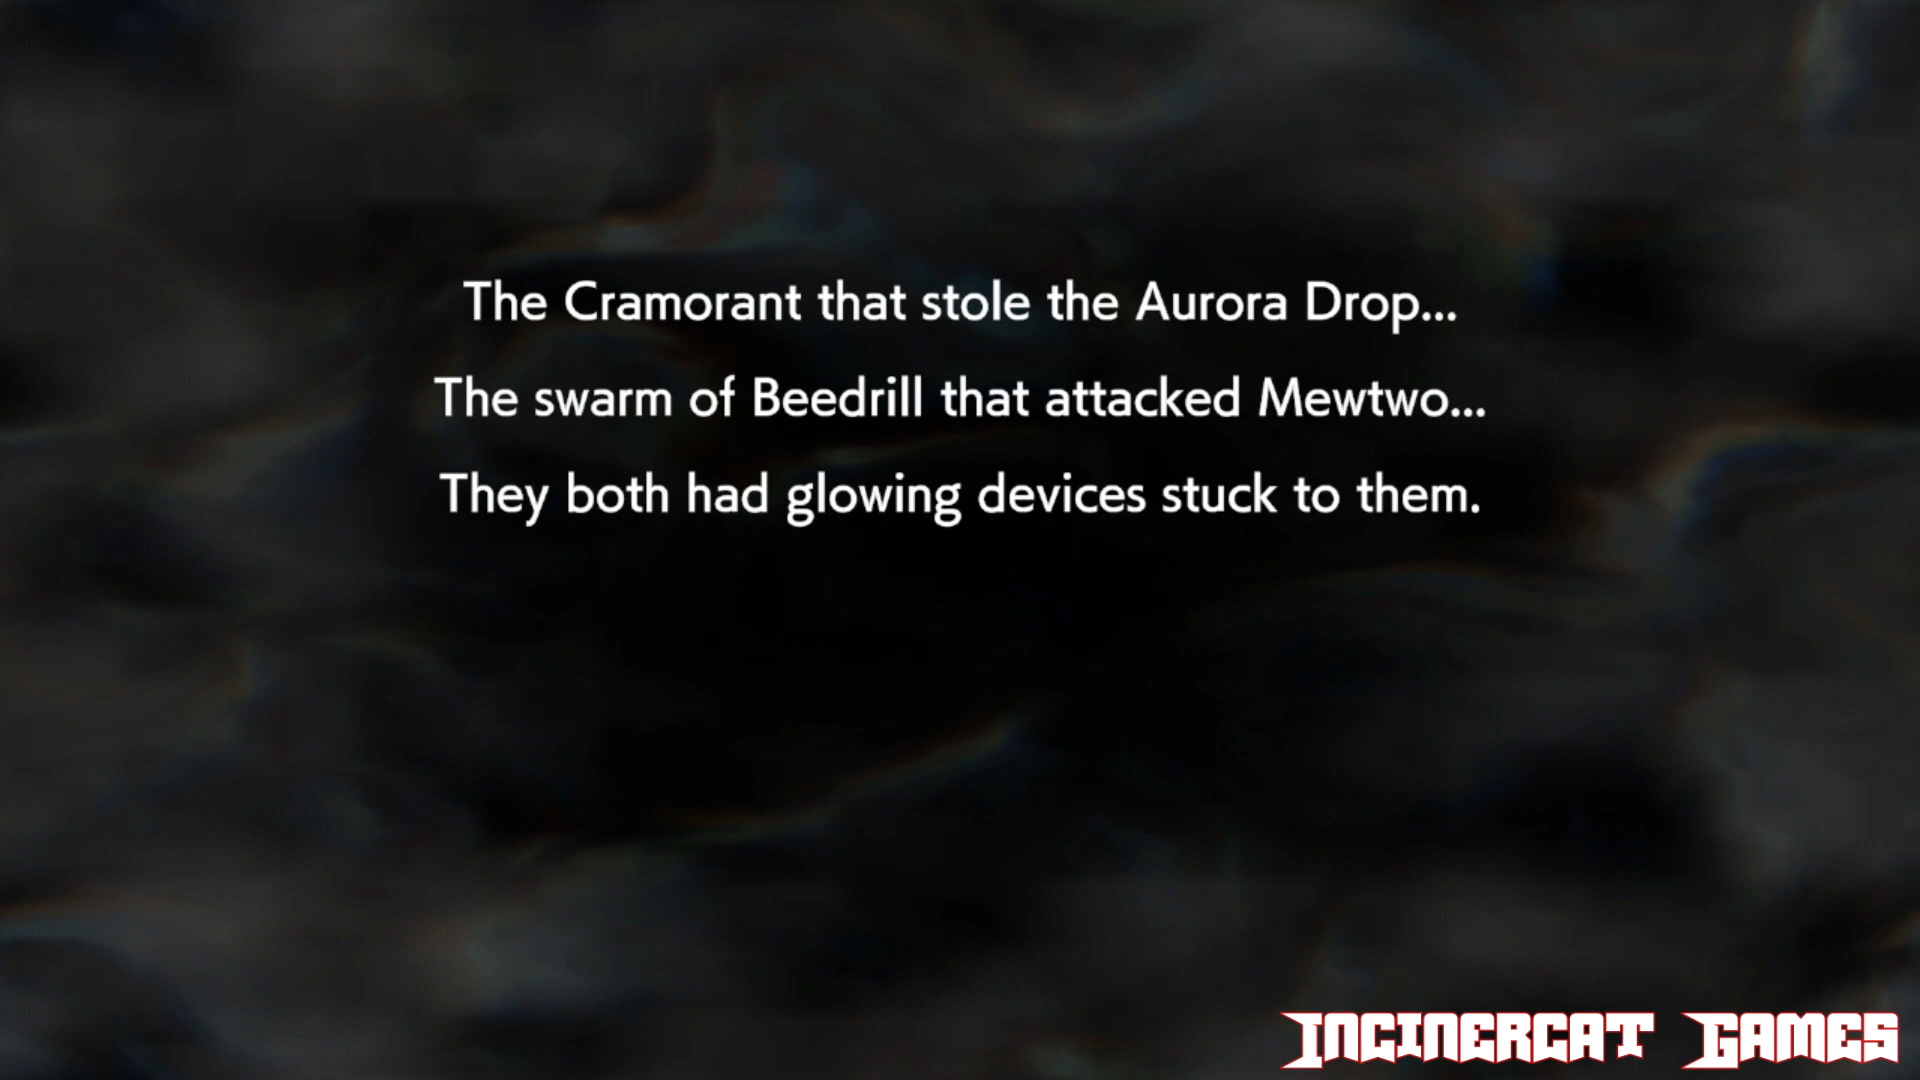 The Cramorant that stole the Aurora Drop...
The swarm of Beedrill that attacked Mewtwo...
They both had glowing devices stuck to them.
INCINERCAT GAMES